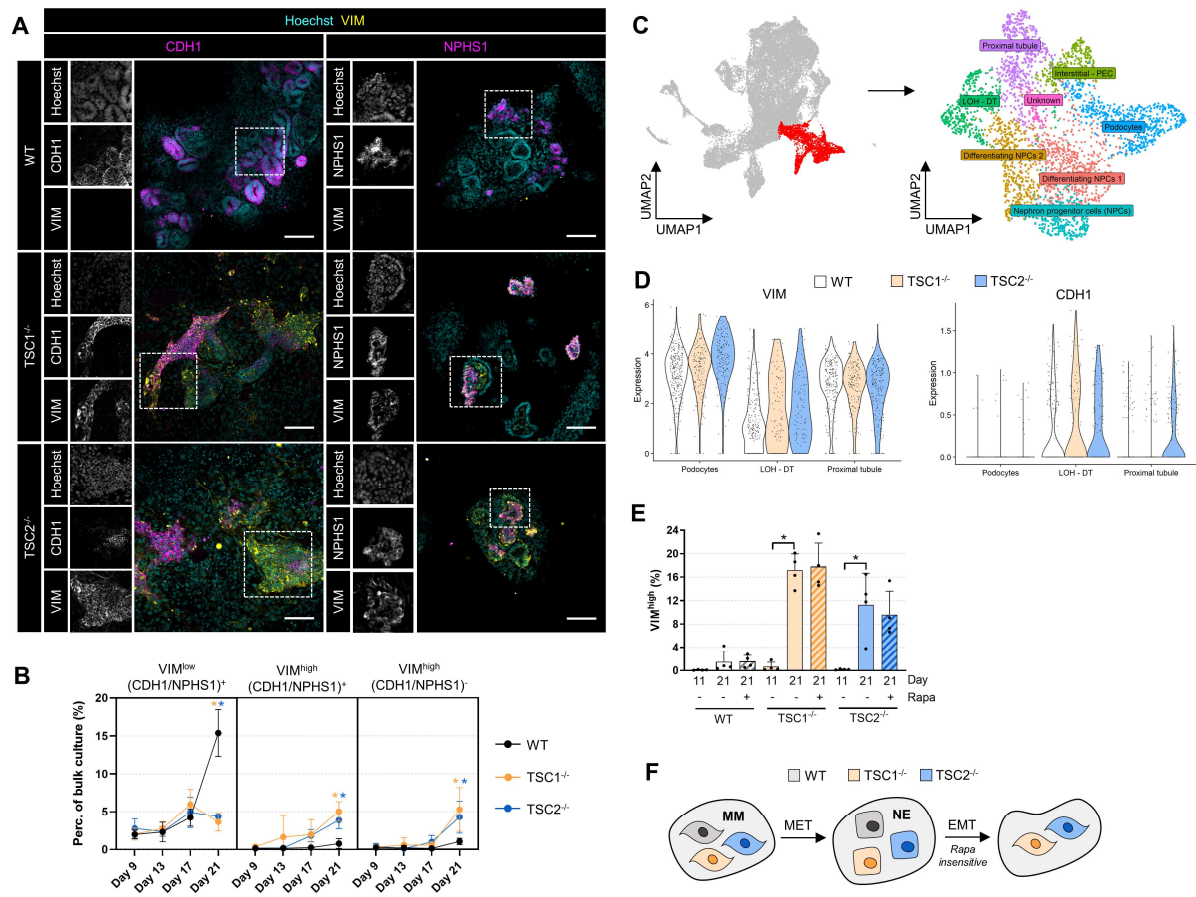 A
Hoechst VIM
CDH1
NPHS1
WT
Hoechst
CDH1
VIM
Hoechst
NPHS1
VIM
TSC1-/-
Hoechst
CDH1
VIM
Hoechst
NPHS1
VIM
TSC2-/-
Hoechst
CDH1
VIM
Hoechst
NPHS1
VIM
B
VIMlow
(CDH1/NPHS1)+
VIMhigh
(CDH1/NPHS1)+
VIMhigh
(CDH1/NPHS1)-
Perc. of bulk culture (%)
20
15
10
5
0
* *
* *
* *
Day 9
Day 13
Day 17
Day 21
Day 9
Day 13
Day 17
Day 21
Day 9
Day 13
Day 17
Day 21
WT
TSC1-/-
TSC2-/-
C
UMAP2
UMAP1
UMAP2
UMAP1
Proximal tubule
Interstitial - PEC
LOH - DT
Unknown
Podocytes
Differentiating NPCs 2
Differentiating NPCs 1
Nephron progenitor cells (NPCs)
D
WT
TSC1-/-
TSC2-/-
VIM
Expression
6
4
2
0
Podocytes
LOH - DT
Proximal tubule
CDH1
Expression
1.5
1.0
0.5
0.0
Podocytes
LOH - DT
Proximal tubule
E
VIMhigh (%)
24
20
16
12
8
4
0
*
*
11 21 21 11 21 21 11 21 21 Day
- - + - - + - - + Rapa
WT
TSC1-/-
TSC2-/-
F
WT
TSC1-/-
TSC2-/-
MM
MET
NE
EMT
Rapa
insensitive